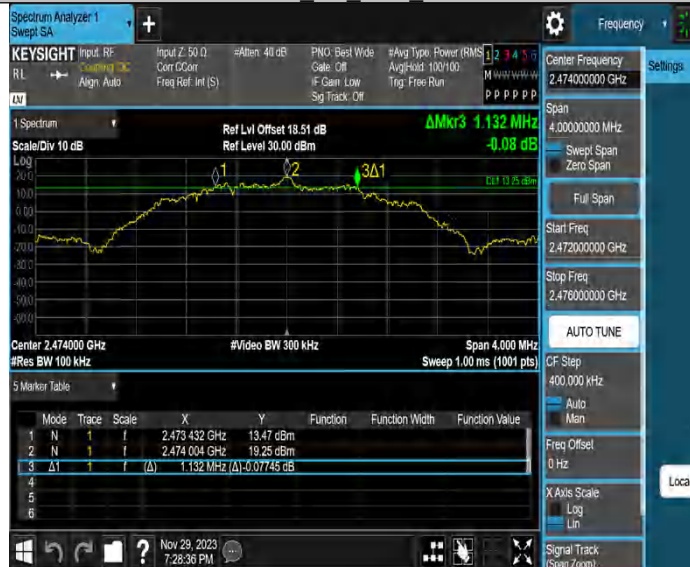 Spectrum Analyzer 1
Swept SA
+
Frequency
KEYSIGHT
Input: RF
Coupling: DC
Align: Auto
Input Z: 50 Ω
Corr CCorr
Freq Ref: Int (S)
#Atten: 40 dB
PNO: Best Wide
Gate: Off
IF Gain: Low
Sig Track: Off
#Avg Type: Power (RMS
Avg|Hold: 100/100
Trig: Free Run
1 2 3 4 5 6
M W W W W W
P P P P P P
RL
Center Frequency
2.474000000 GHz
Settings
Span
4.00000000 MHz
Swept Span
Zero Span
Full Span
Start Freq
2.472000000 GHz
Stop Freq
2.476000000 GHz
AUTO TUNE
CF Step
400.000 kHz
Auto
Man
Freq Offset
0 Hz
X Axis Scale
Log
Lin
Signal Track
(Span Zoom)
Loca
1 Spectrum
Scale/Div 10 dB
Ref Lvl Offset 18.51 dB
Ref Level 30.00 dBm
ΔMkr3 1.132 MHz
-0.08 dB
Log
20.0
10.0
0.00
-10.0
-20.0
-30.0
-40.0
-50.0
-60.0
1
2
3Δ1
DL1 13.25 dBm
Center 2.474000 GHz
#Video BW 300 kHz
Span 4.000 MHz
#Res BW 100 kHz
Sweep 1.00 ms (1001 pts)
5 Marker Table
Mode Trace Scale X Y Function Function Width Function Value
1 N 1 f 2.473 432 GHz 13.47 dBm
2 N 1 f 2.474 004 GHz 19.25 dBm
3 Δ1 1 f (Δ) 1.132 MHz (Δ) -0.07745 dB
4
5
6
?
Nov 29, 2023
7:28:36 PM